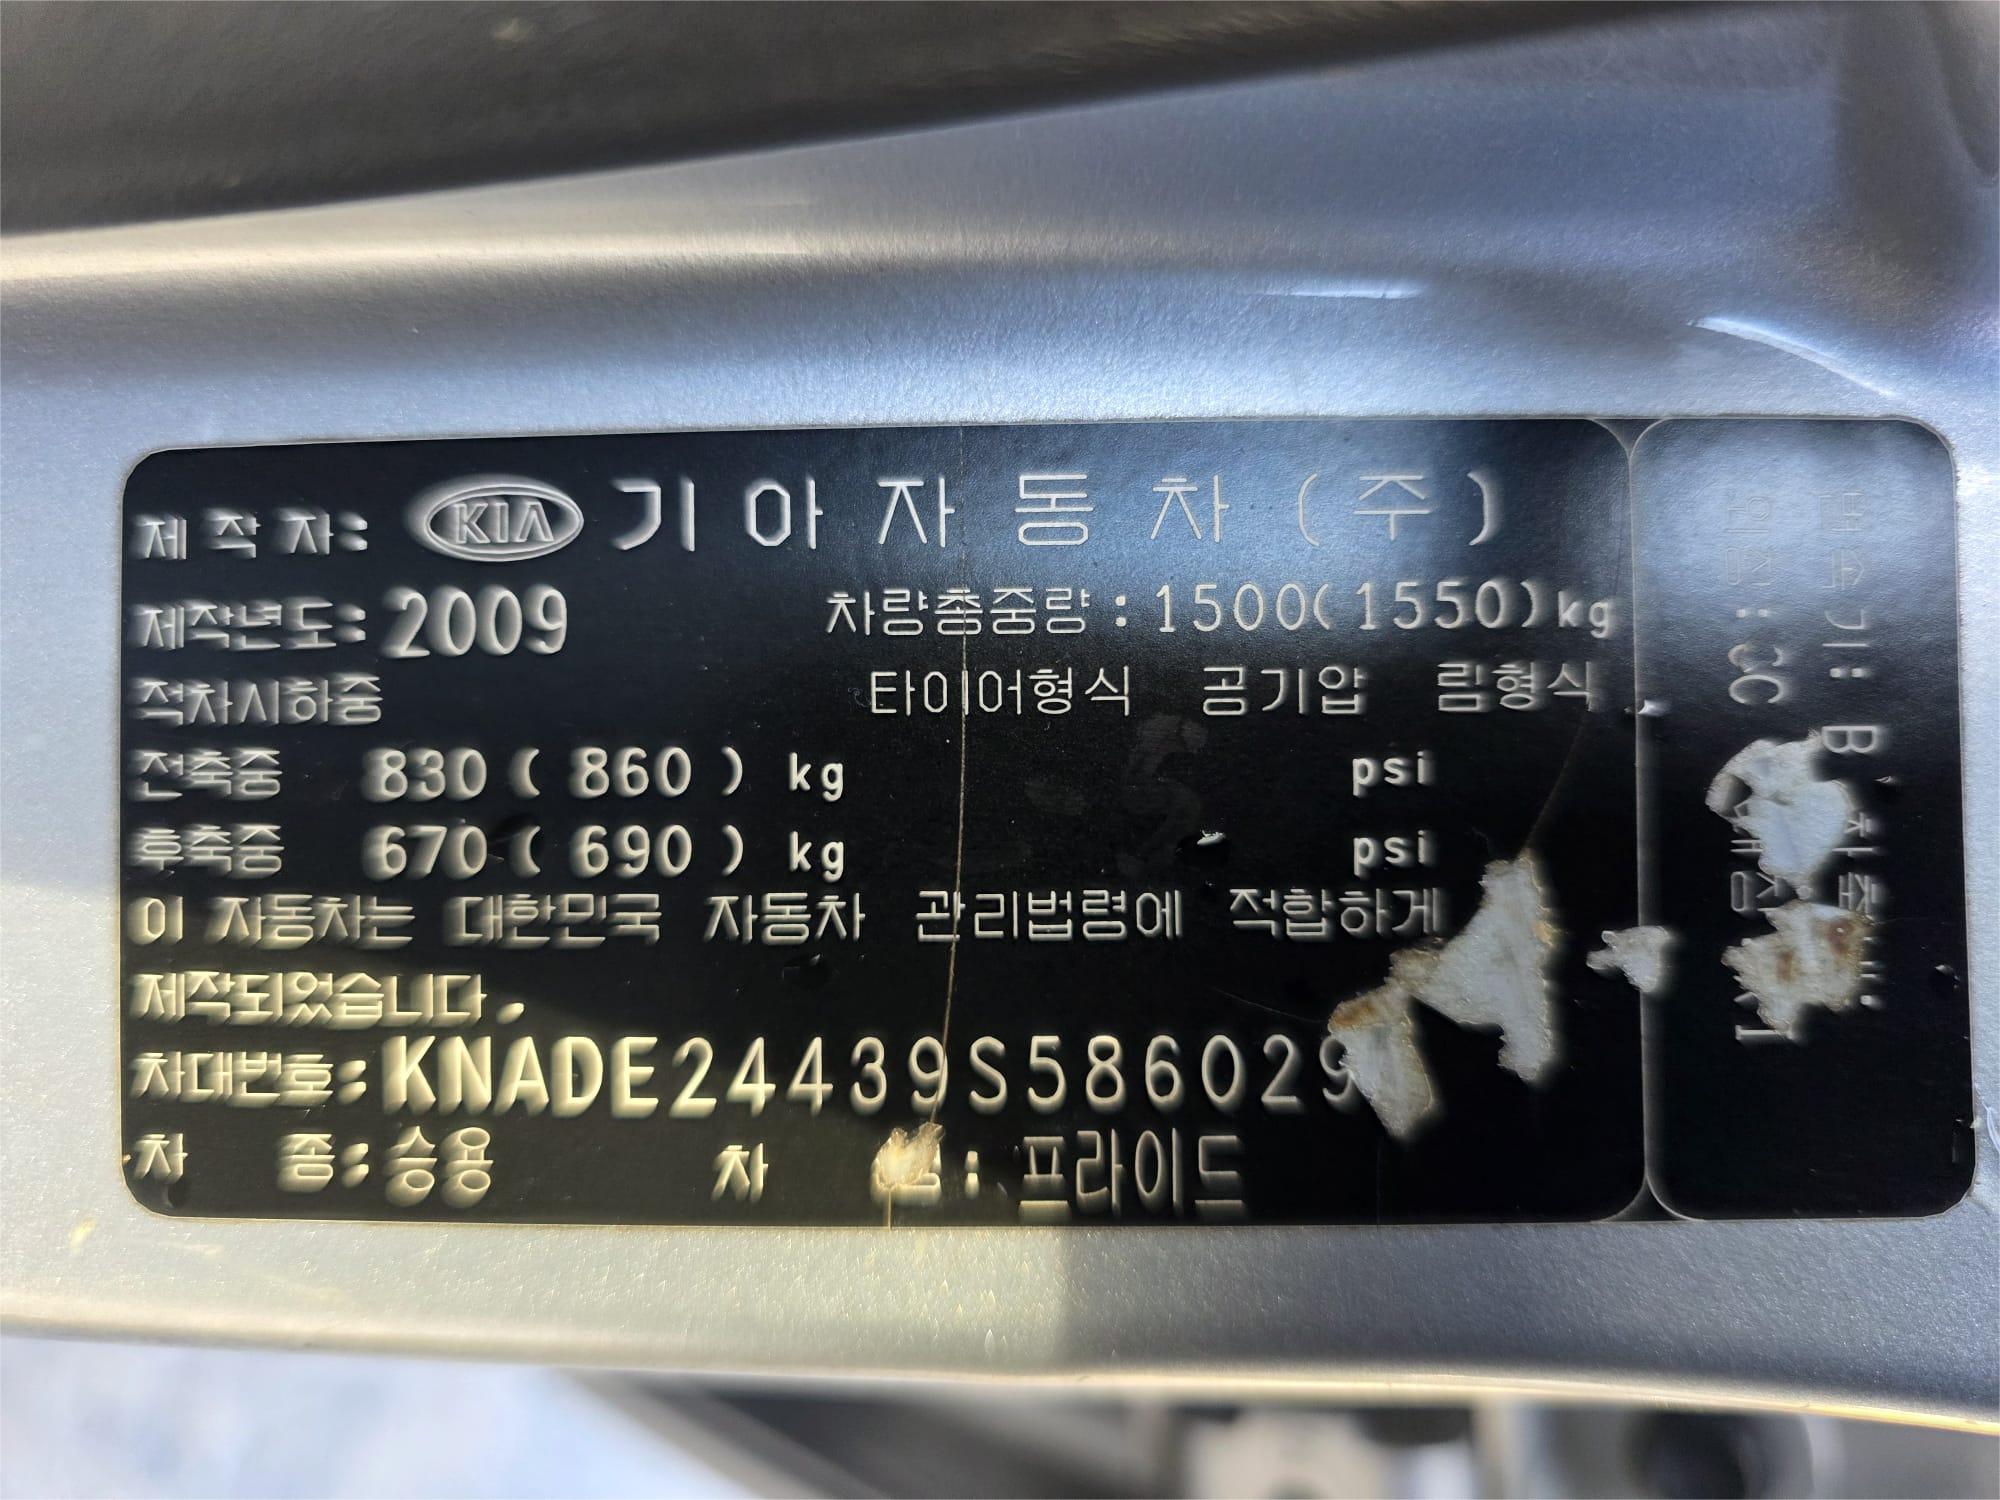 제 작 자: KIA 기 아 자 동 차 ( 주 )
제작년도: 2009 차량총중량 : 1500(1550)kg
적차시하중 타이어형식 공기압 림형식
전축중 830 ( 860 ) kg psi
후축중 670 ( 690 ) kg psi
이 자동차는 대한민국 자동차 관리법령에 적합하게
제작되었습니다.
차대번호: KNADE24439S586029
차 종: 승용 차 : 프라이드
변속기: B